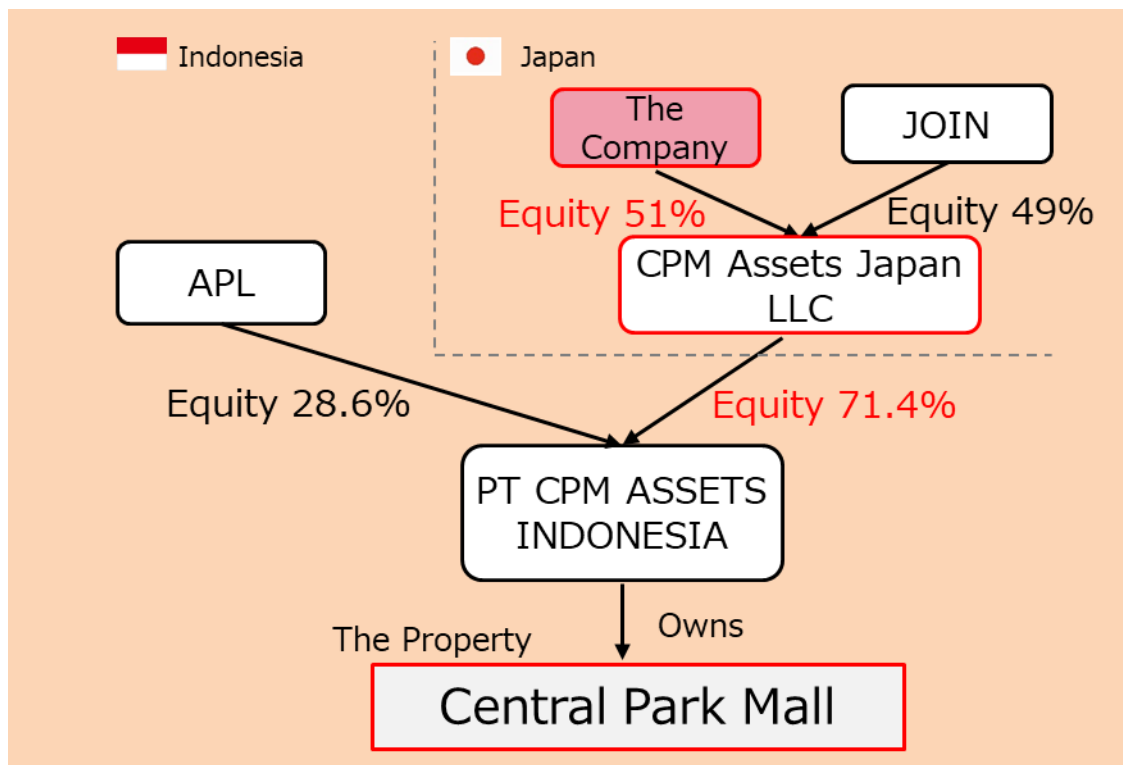 Indonesia
Japan
The
Company
JOIN
Equity 51%
Equity 49%
CPM Assets Japan
LLC
APL
Equity 28.6%
Equity 71.4%
PT CPM ASSETS
INDONESIA
The Property
Owns
Central Park Mall